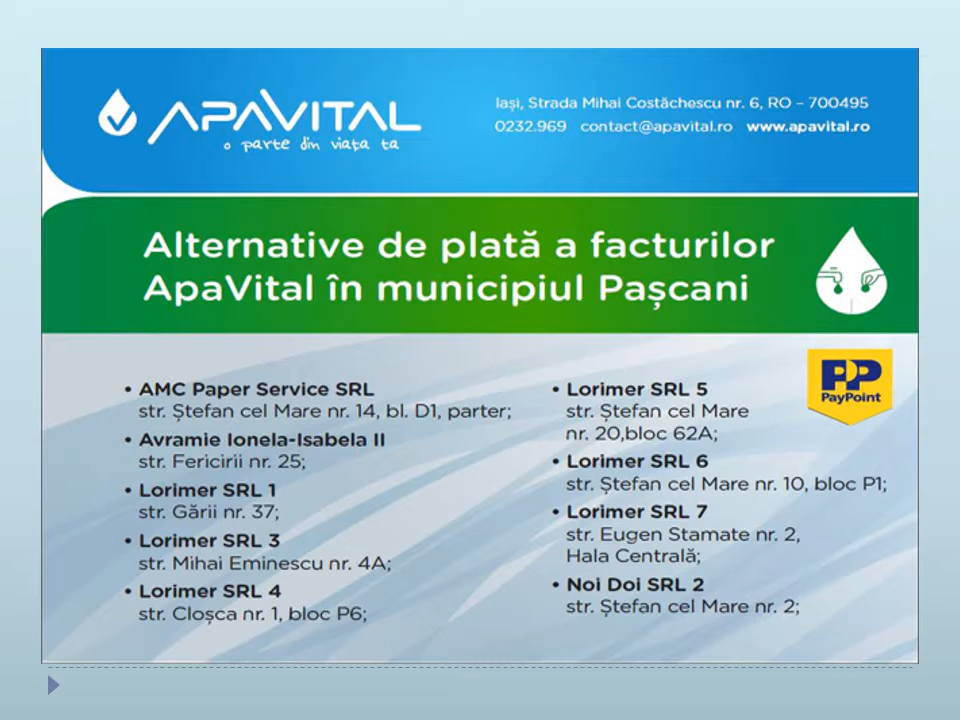 APAVITAL
o parte din viața ta
Iași, Strada Mihai Costăchescu nr. 6, RO – 700495
0232.969 contact@apavital.ro www.apavital.ro
Alternative de plată a facturilor
ApaVital în municipiul Pașcani
• AMC Paper Service SRL
str. Ștefan cel Mare nr. 14, bl. D1, parter;
• Avramie Ionela-Isabela II
str. Fericirii nr. 25;
• Lorimer SRL 1
str. Gării nr. 37;
• Lorimer SRL 3
str. Mihai Eminescu nr. 4A;
• Lorimer SRL 4
str. Cloșca nr. 1, bloc P6;
• Lorimer SRL 5
str. Ștefan cel Mare
nr. 20,bloc 62A;
• Lorimer SRL 6
str. Ștefan cel Mare nr. 10, bloc P1;
• Lorimer SRL 7
str. Eugen Stamate nr. 2,
Hala Centrală;
• Noi Doi SRL 2
str. Ștefan cel Mare nr. 2;
PP
PayPoint